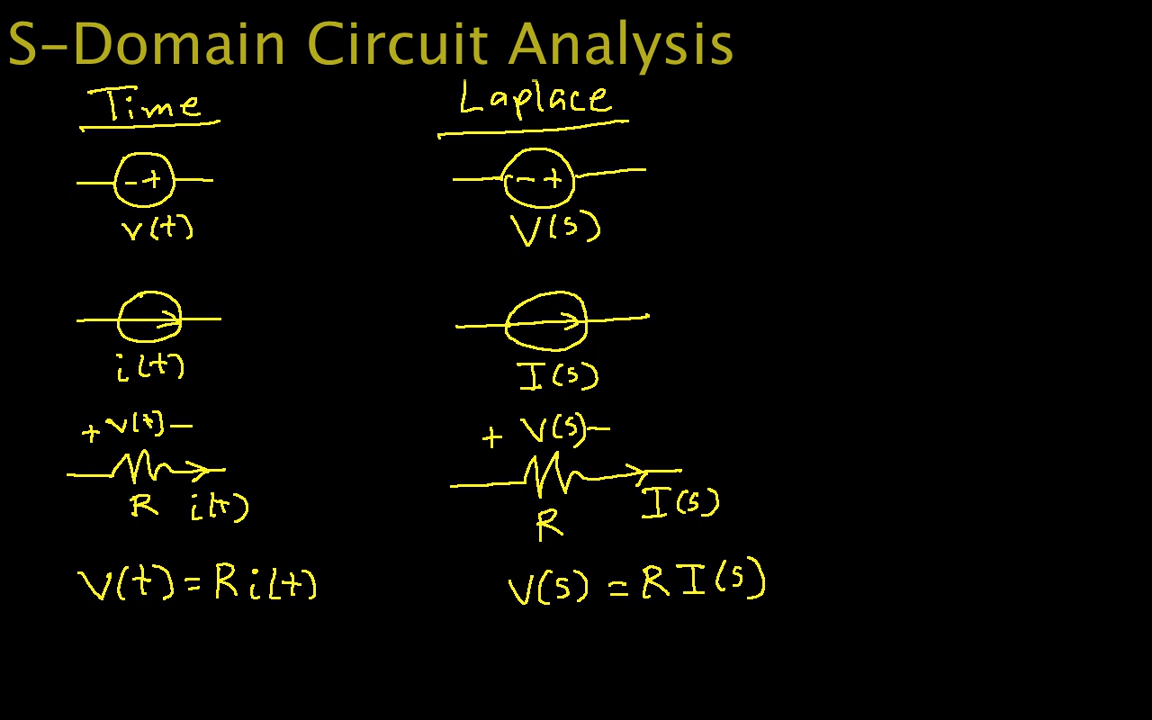 S-Domain Circuit Analysis
Time Laplace
- + - +
v(t) V(s)
i(t) I(s)
+ v(t) - + V(s) -
R i(t) R I(s)
V(t) = R i(t) V(s) = R I(s)